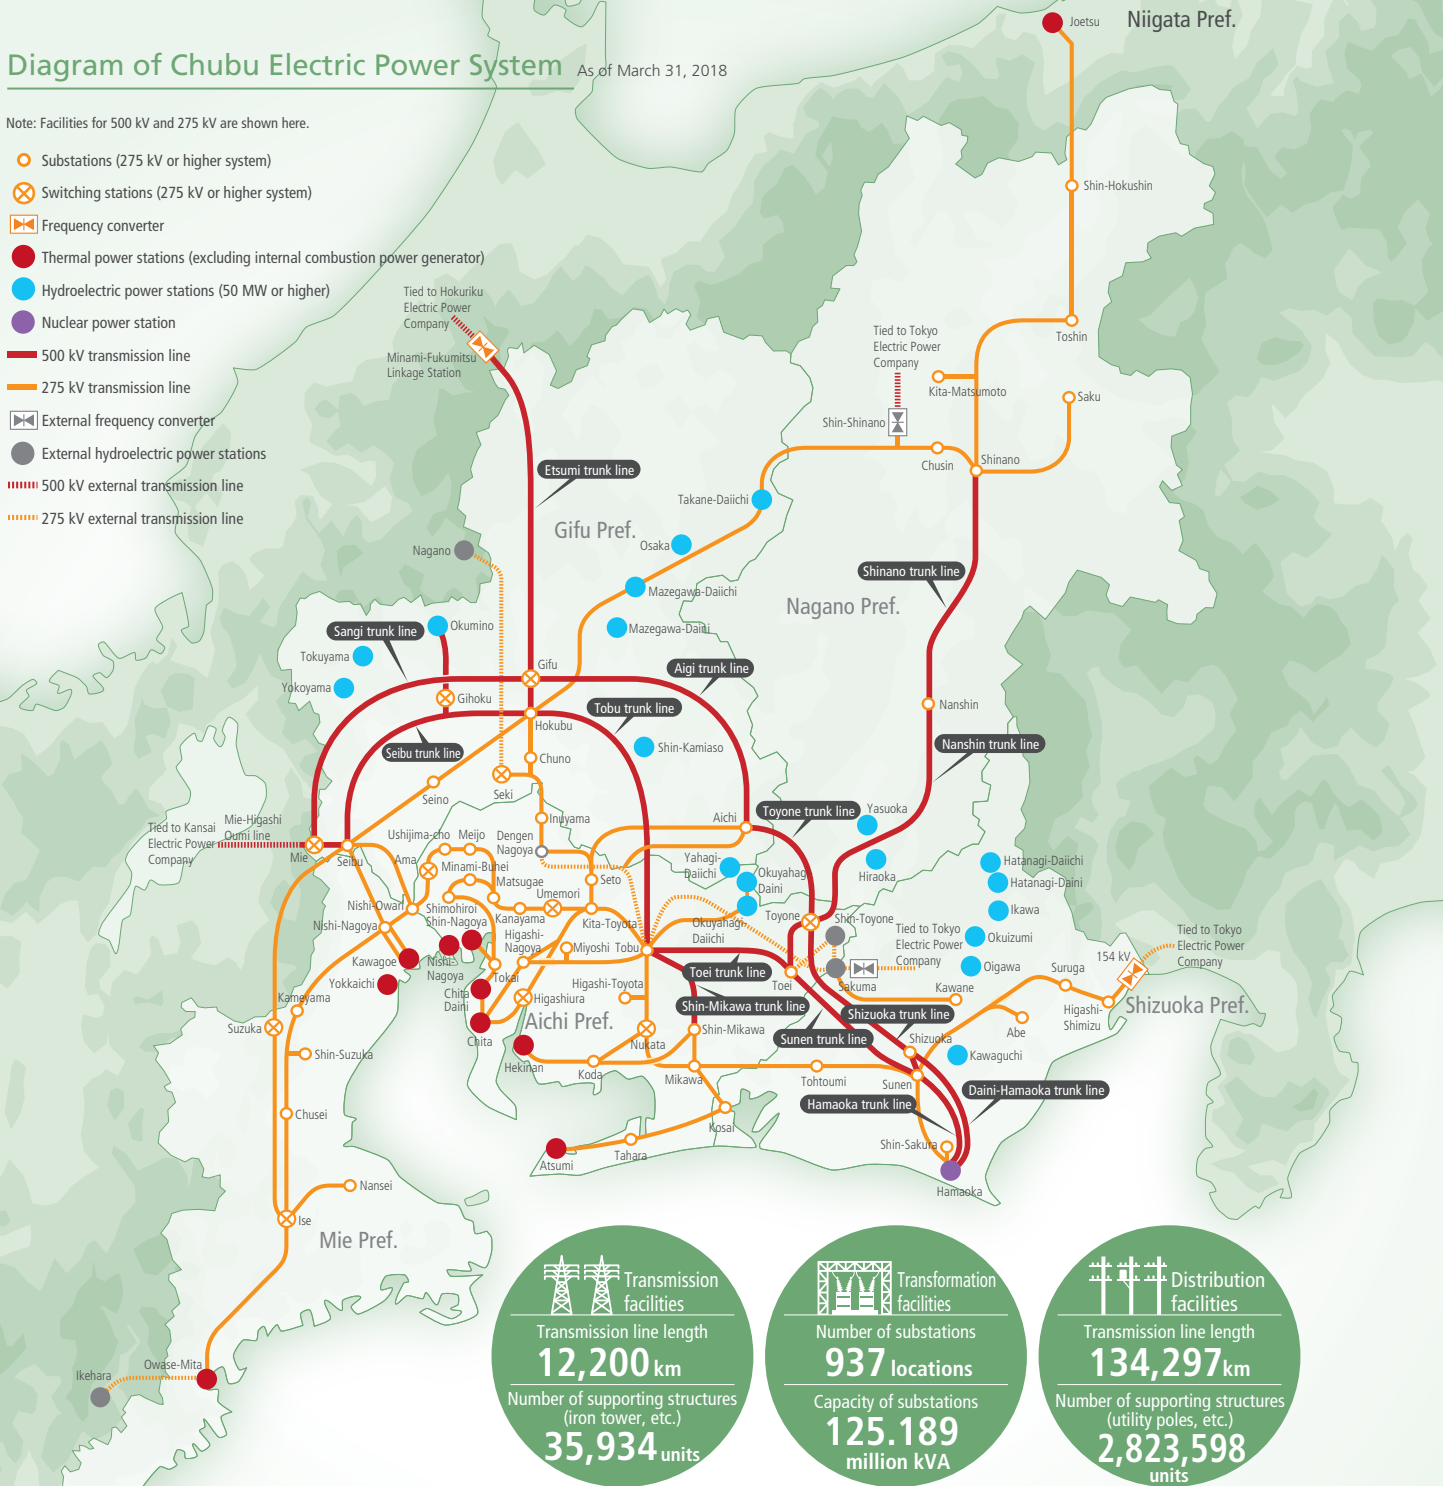 Joetsu
Niigata Pref.
Diagram of Chubu Electric Power System
As of March 31, 2018
Note: Facilities for 500 kV and 275 kV are shown here.
Substations (275 kV or higher system)
Switching stations (275 kV or higher system)
Frequency converter
Thermal power stations (excluding internal combustion power generator)
Hydroelectric power stations (50 MW or higher)
Nuclear power station
500 kV transmission line
275 kV transmission line
External frequency converter
External hydroelectric power stations
500 kV external transmission line
275 kV external transmission line
Shin-Hokushin
Tied to Hokuriku
Electric Power
Company
Minami-Fukumitsu
Linkage Station
Toshin
Tied to Tokyo
Electric Power
Company
Kita-Matsumoto
Saku
Shin-Shinano
Chusin
Shinano
Etsumi trunk line
Takane-Daiichi
Gifu Pref.
Nagano
Osaka
Shinano trunk line
Mazegawa-Daiichi
Nagano Pref.
Mazegawa-Daini
Okumino
Sangi trunk line
Tokuyama
Yokoyama
Gifu
Aigi trunk line
Gihoku
Tobu trunk line
Nanshin
Hokubu
Seibu trunk line
Shin-Kamiaso
Nanshin trunk line
Chuno
Seki
Seino
Toyone trunk line
Yasuoka
Inuyama
Aichi
Mie-Higashi
Oumi line
Tied to Kansai
Electric Power
Company
Mie
Seibu
Ushijima-cho
Meijo
Dengen
Nagoya
Ama
Minami-Buhei
Matsugae
Umemori
Seto
Yahagi-
Daiichi
Okuyahagi
Daini
Hiraoka
Hatanagi-Daiichi
Hatanagi-Daini
Ikawa
Nishi-Owari
Shimohiroi
Shin-Nagoya
Kanayama
Kita-Toyota
Okuyahagi-
Daiichi
Toyone
Shin-Toyone
Nishi-Nagoya
Higashi-
Nagoya
Miyoshi
Tobu
Tied to Tokyo
Electric Power
Company
Okuizumi
Oigawa
Tied to Tokyo
Electric Power
Company
154 kV
Kawagoe
Nishi-
Nagoya
Tokai
Toei trunk line
Toei
Sakuma
Kawane
Suruga
Yokkaichi
Chita
Daini
Higashi-Toyota
Higashiura
Shin-Mikawa trunk line
Shizuoka trunk line
Higashi-
Shimizu
Shizuoka Pref.
Kameyama
Suzuka
Aichi Pref.
Chita
Shin-Mikawa
Sunen trunk line
Shizuoka
Abe
Shin-Suzuka
Nukata
Kawaguchi
Hekinan
Koda
Mikawa
Tohtoumi
Sunen
Daini-Hamaoka trunk line
Hamaoka trunk line
Chusei
Kosai
Shin-Sakura
Atsumi
Tahara
Hamaoka
Nansei
Ise
Mie Pref.
Owase-Mita
Ikehara
Transmission
facilities
Transmission line length
12,200 km
Number of supporting structures
(iron tower, etc.)
35,934 units
Transformation
facilities
Number of substations
937 locations
Capacity of substations
125.189
million kVA
Distribution
facilities
Transmission line length
134,297km
Number of supporting structures
(utility poles, etc.)
2,823,598
units